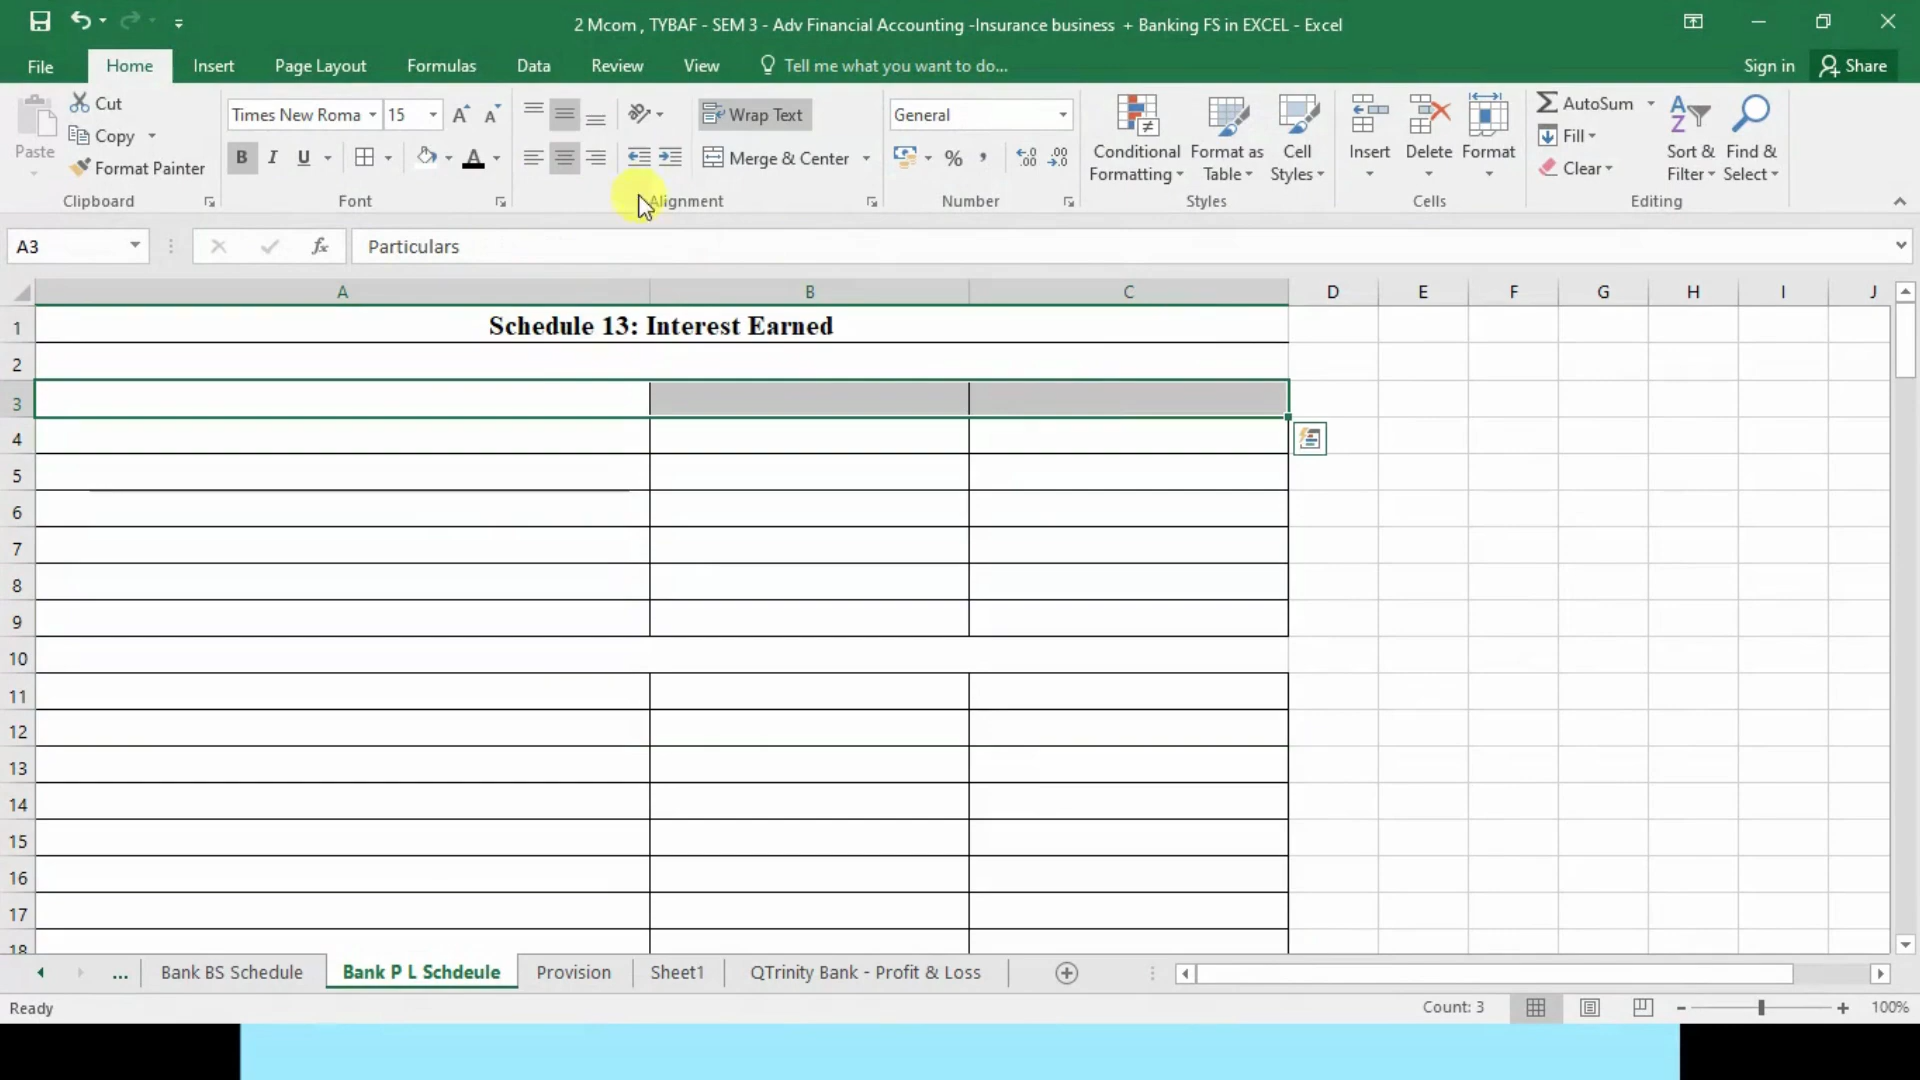 2 Mcom , TYBAF - SEM 3 - Adv Financial Accounting -Insurance business + Banking FS in EXCEL - Excel
File Home Insert Page Layout Formulas Data Review View Tell me what you want to do... Sign in Share
Paste
Cut
Copy
Format Painter
Clipboard
Times New Roma 15
B I U A
Font
Wrap Text
Merge & Center
Alignment
General
% ,
Number
Conditional Formatting
Format as Table
Cell Styles
Styles
Insert Delete Format
Cells
AutoSum
Fill
Clear
Sort & Filter
Find & Select
Editing
A3 fx Particulars
A B C D E F G H I J
1 Schedule 13: Interest Earned
2
3
4
5
6
7
8
9
10
11
12
13
14
15
16
17
18
... Bank BS Schedule Bank P L Schdeule Provision Sheet1 QTrinity Bank - Profit & Loss
Ready Count: 3 100%